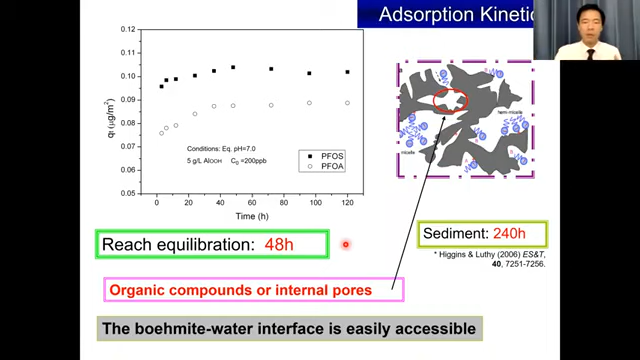 Adsorption Kinetic
0.12
0.11
0.10
0.09
0.08
0.07
0.06
0.05
qt (μg/m²)
Conditions: Eq. pH=7.0
5 g/L AlOOH C0 =200ppb
PFOS
PFOA
0 20 40 60 80 100 120
Time (h)
hemi-micelle
micelle
Reach equilibration: 48h
Sediment: 240h
* Higgins & Luthy (2006) ES&T,
40, 7251-7256.
Organic compounds or internal pores
The boehmite-water interface is easily accessible